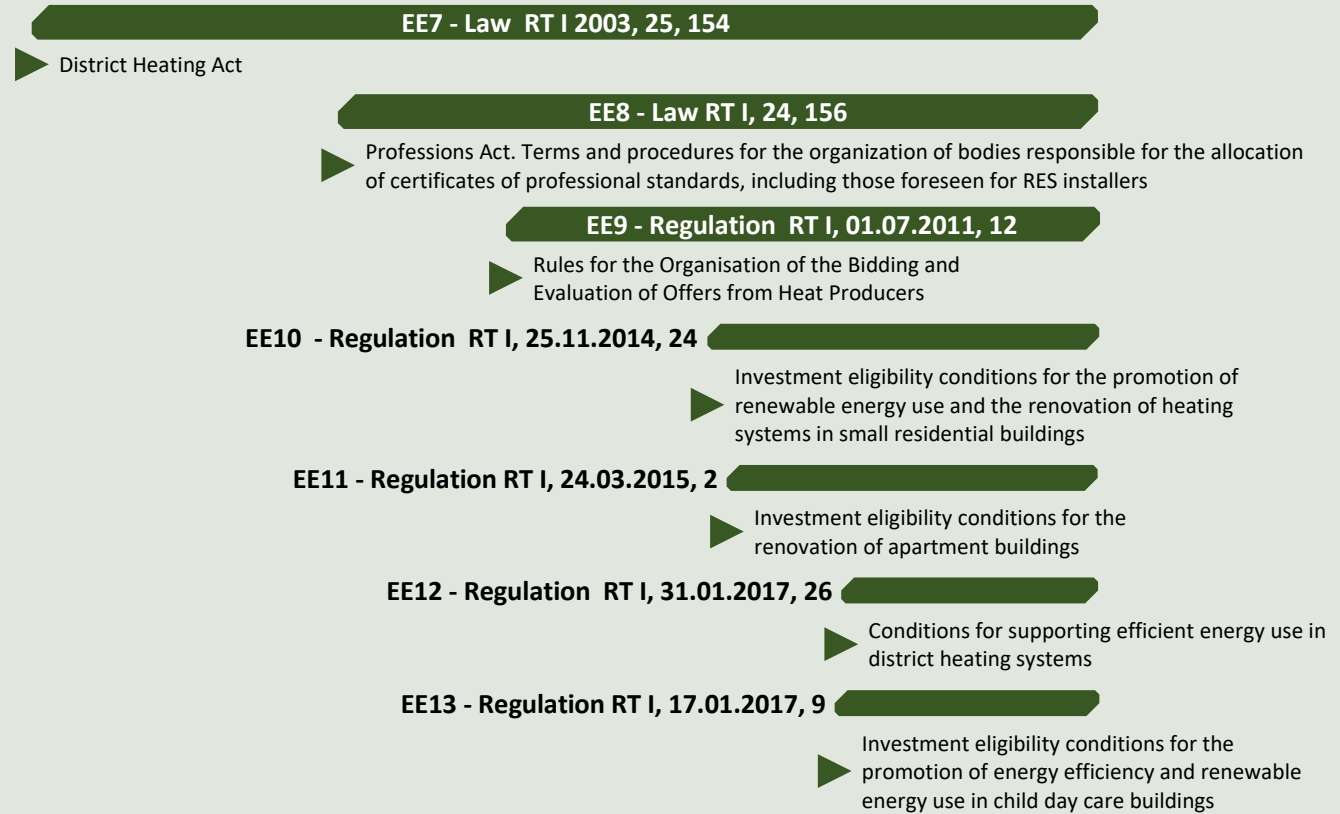 EE7 - Law RT I 2003, 25, 154
District Heating Act
EE8 - Law RT I, 24, 156
Professions Act. Terms and procedures for the organization of bodies responsible for the allocation
of certificates of professional standards, including those foreseen for RES installers
EE9 - Regulation RT I, 01.07.2011, 12
Rules for the Organisation of the Bidding and
Evaluation of Offers from Heat Producers
EE10 - Regulation RT I, 25.11.2014, 24
Investment eligibility conditions for the promotion of
renewable energy use and the renovation of heating
systems in small residential buildings
EE11 - Regulation RT I, 24.03.2015, 2
Investment eligibility conditions for the
renovation of apartment buildings
EE12 - Regulation RT I, 31.01.2017, 26
Conditions for supporting efficient energy use in
district heating systems
EE13 - Regulation RT I, 17.01.2017, 9
Investment eligibility conditions for the
promotion of energy efficiency and renewable
energy use in child day care buildings